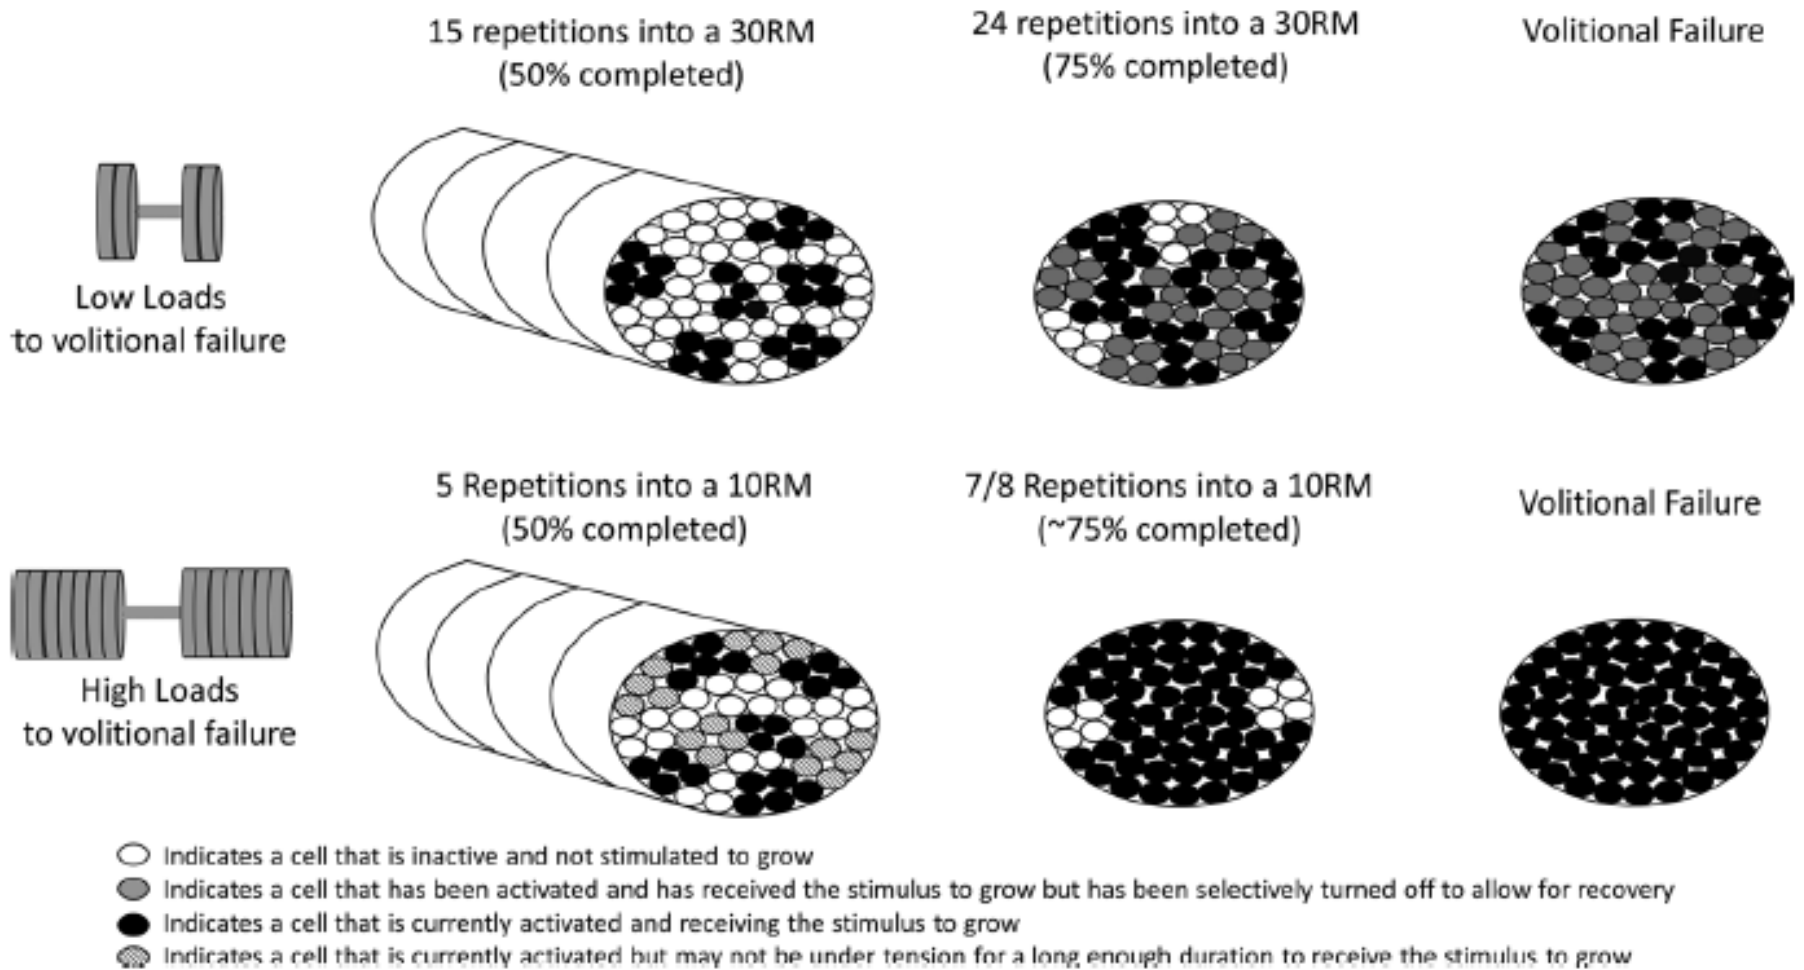 15 repetitions into a 30RM
(50% completed)
24 repetitions into a 30RM
(75% completed)
Volitional Failure
Low Loads
to volitional failure
5 Repetitions into a 10RM
(50% completed)
7/8 Repetitions into a 10RM
(~75% completed)
Volitional Failure
High Loads
to volitional failure
Indicates a cell that is inactive and not stimulated to grow
Indicates a cell that has been activated and has received the stimulus to grow but has been selectively turned off to allow for recovery
Indicates a cell that is currently activated and receiving the stimulus to grow
Indicates a cell that is currently activated but may not be under tension for a long enough duration to receive the stimulus to grow